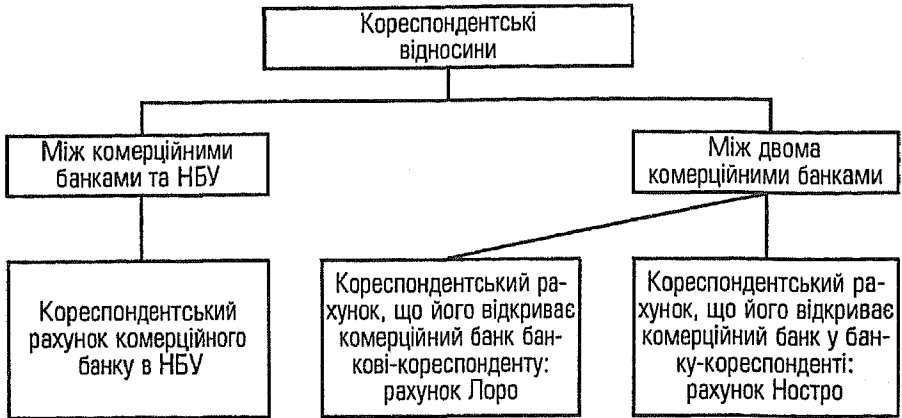 Кореспондентські
відносини
Між комерційними
банками та НБУ
Між двома
комерційними банками
Кореспондентський
рахунок комерційного
банку в НБУ
Кореспондентський ра-
хунок, що його відкриває
комерційний банк бан-
кові-кореспонденту:
рахунок Лоро
Кореспондентський ра-
хунок, що його відкриває
комерційний банк у бан-
ку-кореспонденті:
рахунок Ностро